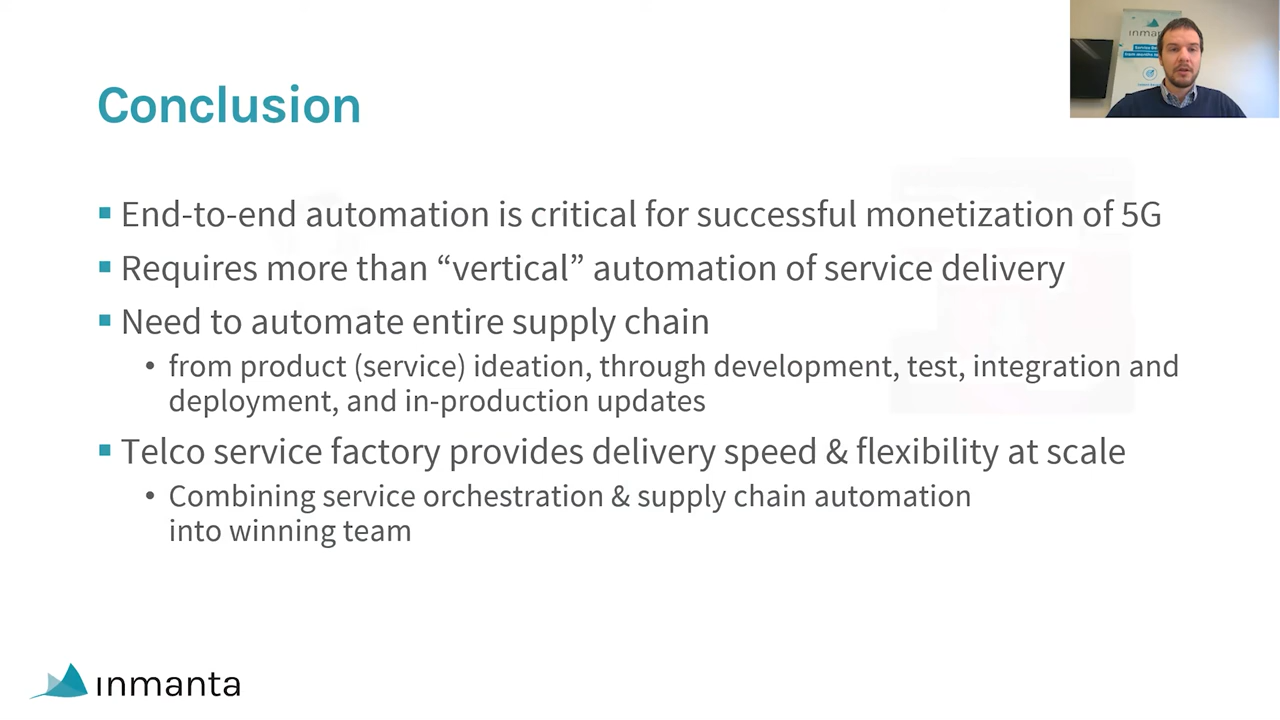 Conclusion
▪ End-to-end automation is critical for successful monetization of 5G
▪ Requires more than “vertical” automation of service delivery
▪ Need to automate entire supply chain
• from product (service) ideation, through development, test, integration and
deployment, and in-production updates
▪ Telco service factory provides delivery speed & flexibility at scale
• Combining service orchestration & supply chain automation
into winning team
inmanta